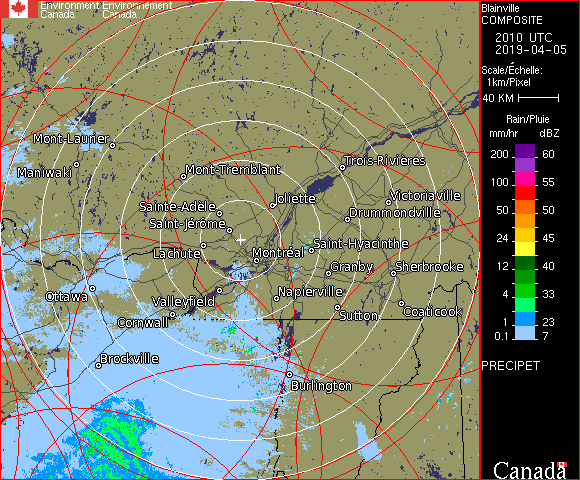 Environment Environnement
Canada Canada
Mont-Laurier
Maniwaki
Mont-Tremblant
Trois-Rivières
Joliette
Victoriaville
Sainte-Adèle
Drummondville
Saint-Jérôme
Saint-Hyacinthe
Lachute
Montréal
Granby
Sherbrooke
Ottawa
Valleyfield
Napierville
Cornwall
Sutton
Coaticook
Brockville
Burlington
Blainville
COMPOSITE
2010 UTC
2019-04-05
Scale/Échelle:
1km/Pixel
40 KM
Rain/Pluie
mm/hr dBZ
200 60
100 55
50 50
24 45
12 40
4 33
1 23
0.1 7
PRECIPET
Canada